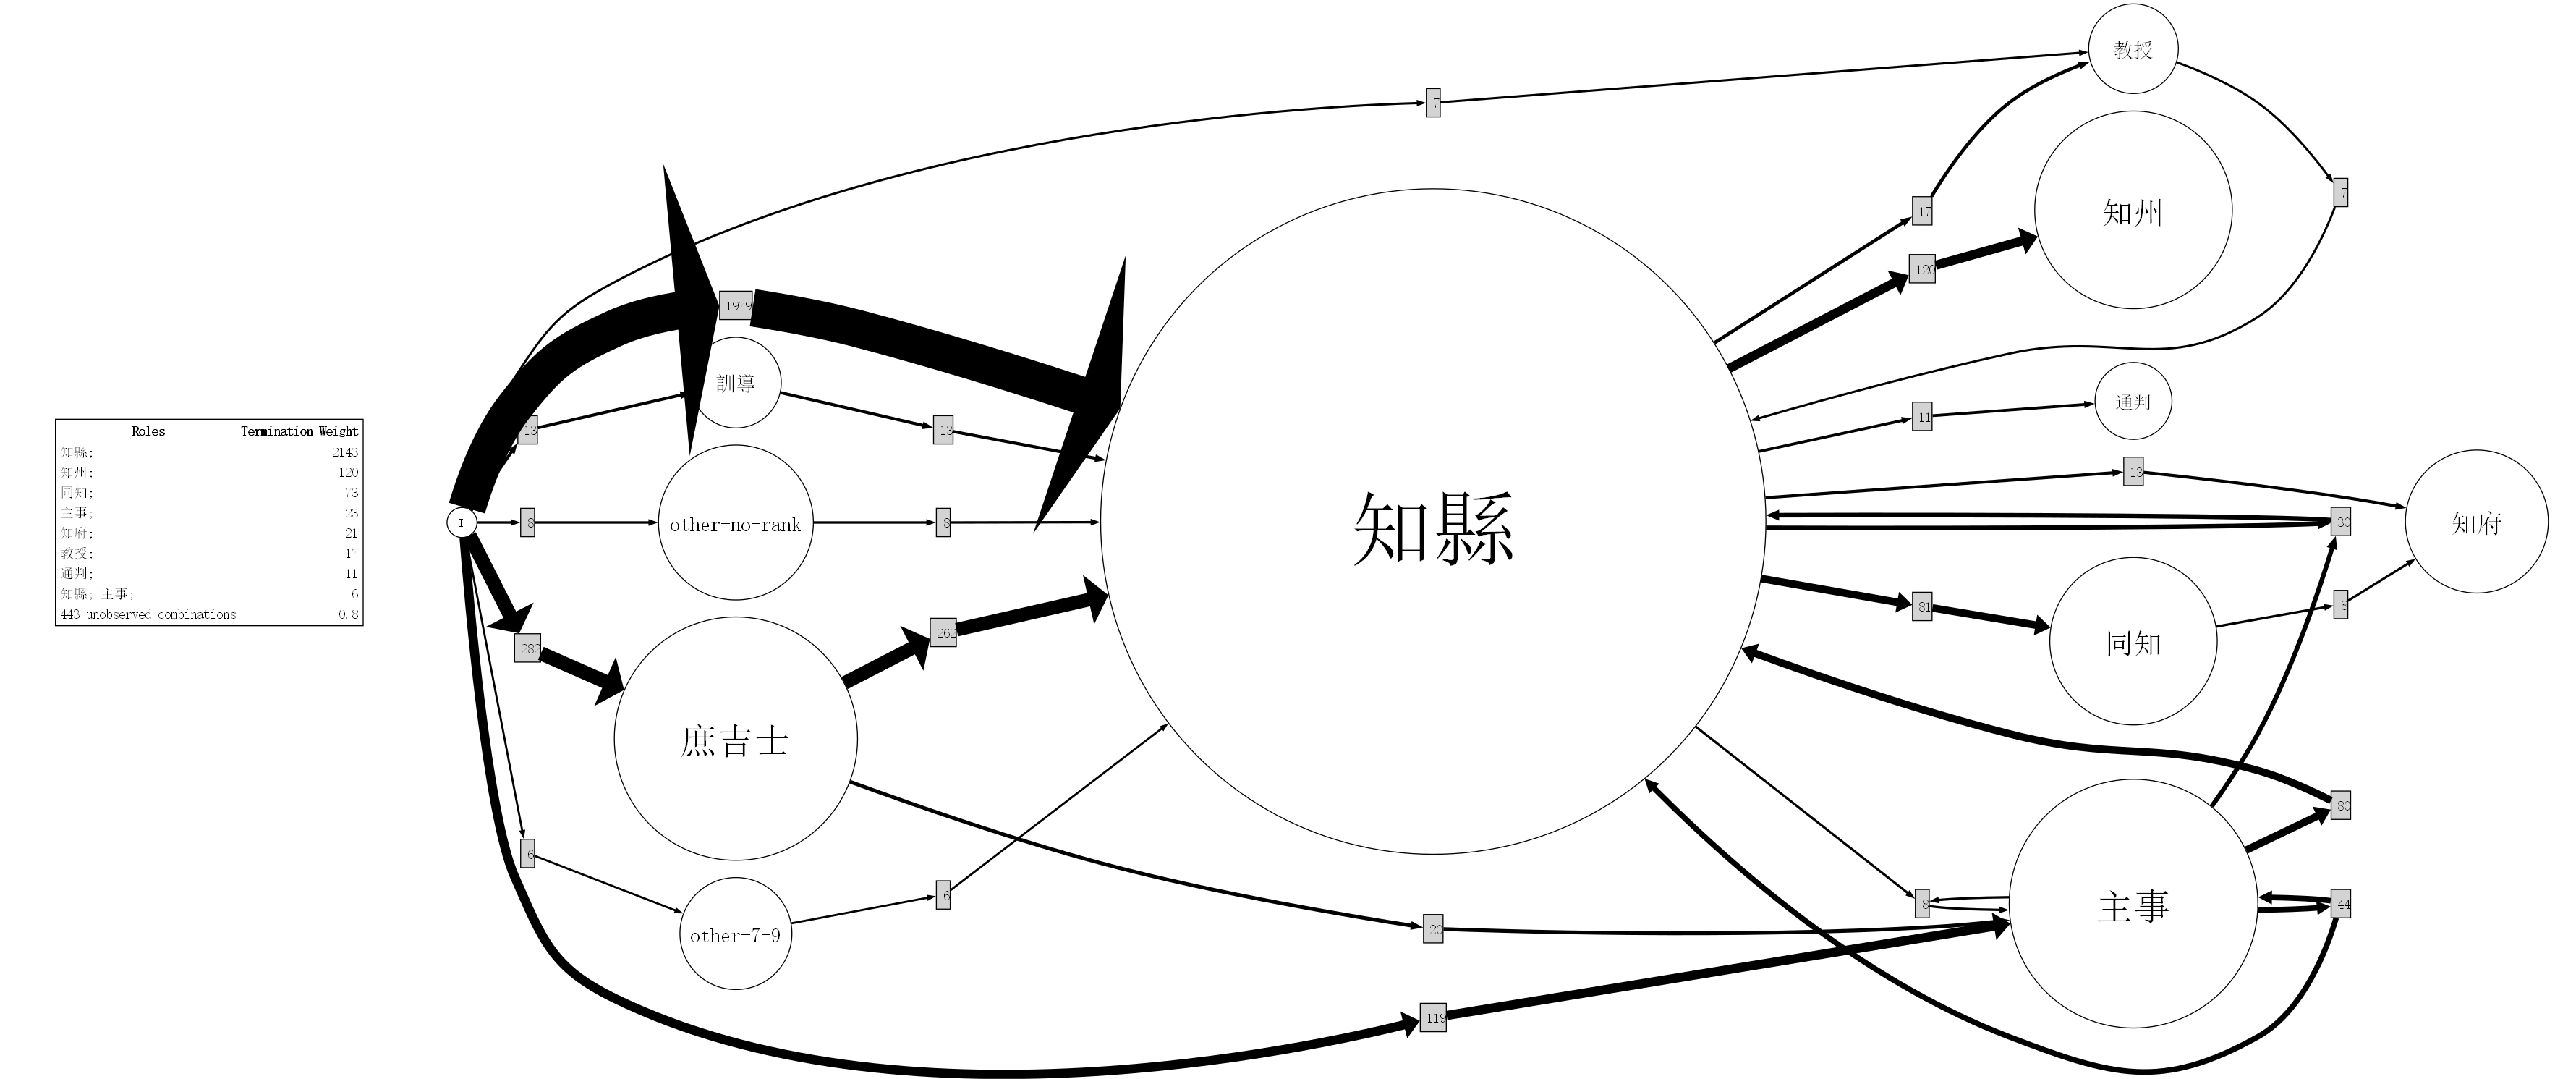 Roles Termination Weight
知縣: 2143
知州: 120
同知: 73
主事: 23
知府: 21
教授: 17
通判: 11
知縣; 主事: 6
443 unobserved combinations 0.8
I
7
1979
13
訓導
13
8
other-no-rank
8
282
庶吉士
262
6
other-7-9
6
20
119
知縣
17
教授
7
120
知州
11
通判
13
30
知府
81
同知
8
80
8
主事
44